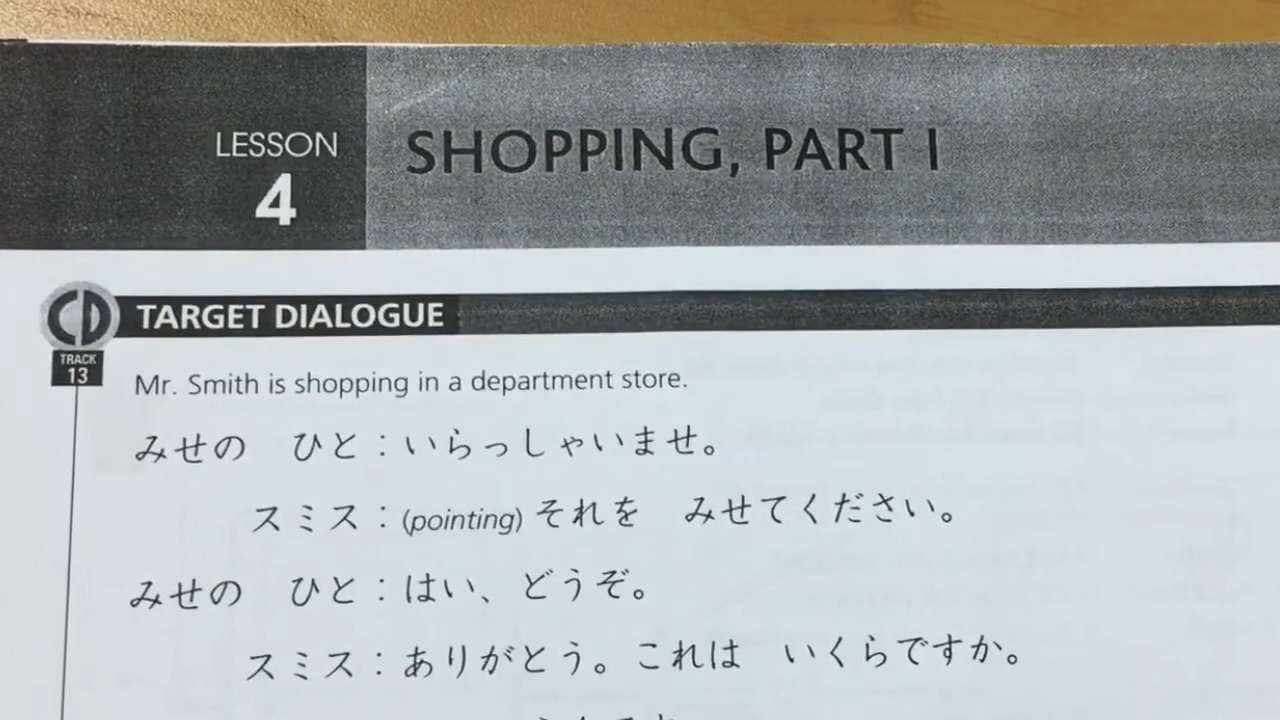 LESSON
4
SHOPPING, PART I
CD
TARGET DIALOGUE
TRACK
13
Mr. Smith is shopping in a department store.
みせの　ひと：いらっしゃいませ。
スミス：(pointing) それを　みせてください。
みせの　ひと：はい、どうぞ。
スミス：ありがとう。これは　いくらですか。